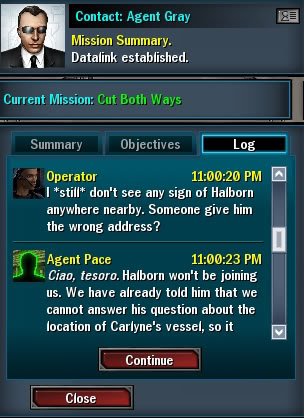 Contact: Agent Gray
Mission Summary.
Datalink established.
Current Mission: Cut Both Ways
Summary Objectives Log
Operator 11:00:20 PM
I *still* don't see any sign of Halborn
anywhere nearby. Someone give him
the wrong address?
Agent Pace 11:00:23 PM
Ciao, tesoro. Halborn won't be joining
us. We have already told him that we
cannot answer his question about the
location of Carlyne's vessel, so it
Continue
Close